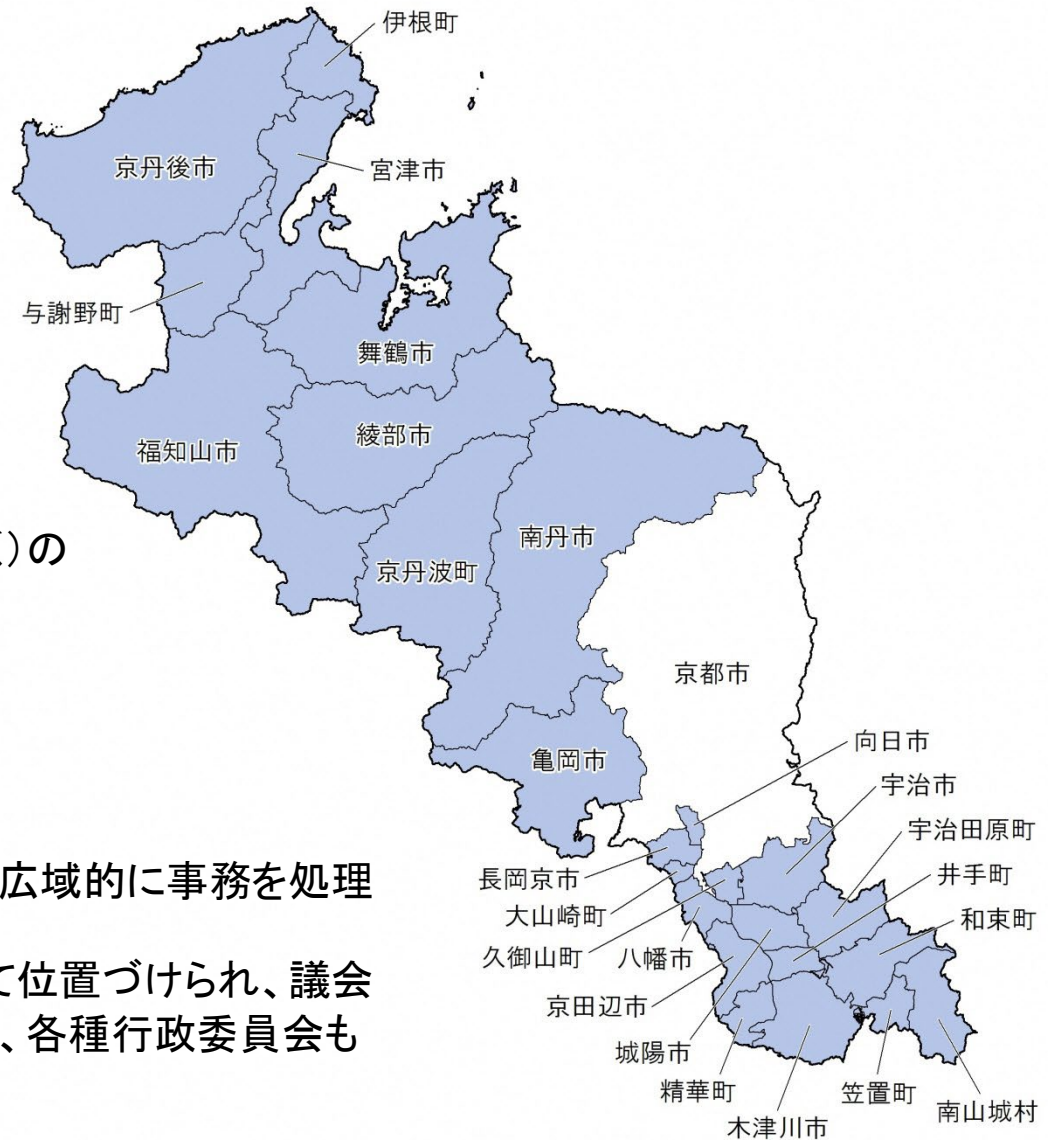 伊根町
京丹後市
宮津市
与謝野町
舞鶴市
綾部市
福知山市
南丹市
）の
京丹波町
京都市
亀岡市
向日市
宇治市
宇治田原町
広域的に事務を処理
長岡京市
井手町
大山崎町
和束町
久御山町
八幡市
て位置づけられ、議会
京田辺市
、各種行政委員会も
城陽市
精華町
笠置町
南山城村
木津川市